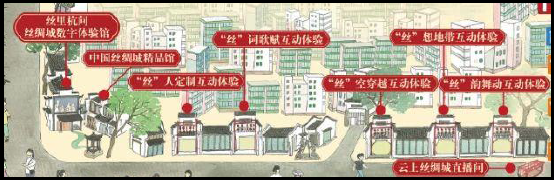 丝里杭间
丝绸城数字体验馆
中国丝绸城精品馆
“丝”人定制互动体验
“丝”词歌赋互动体验
“丝”空穿越互动体验
“丝”想地带互动体验
“丝”韵舞动互动体验
云上丝绸城直播间